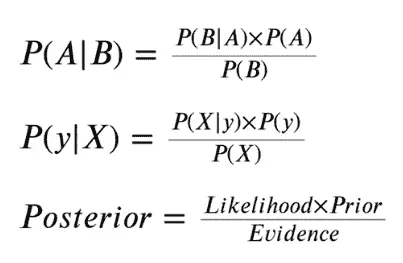 P(A|B) = P(B|A)×P(A) / P(B)
P(y|X) = P(X|y)×P(y) / P(X)
Posterior = Likelihood×Prior / Evidence